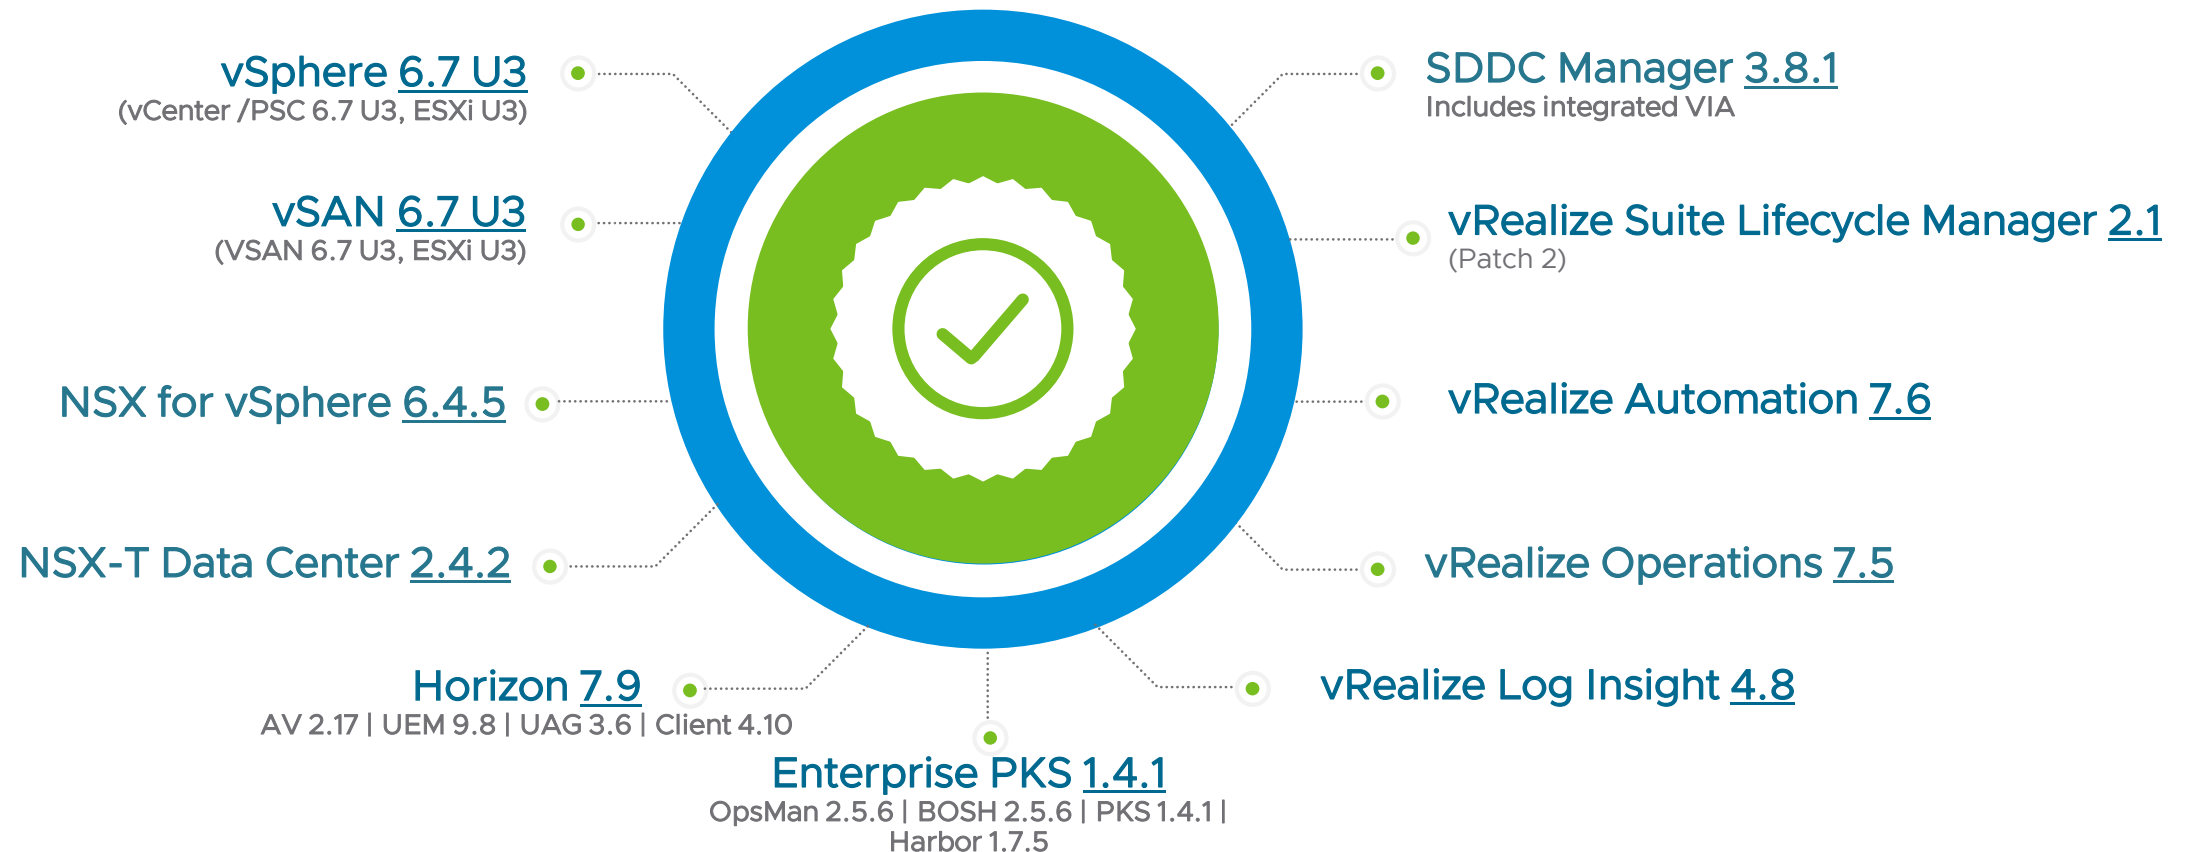 vSphere 6.7 U3
(vCenter /PSC 6.7 U3, ESXi U3)
vSAN 6.7 U3
(VSAN 6.7 U3, ESXi U3)
NSX for vSphere 6.4.5
NSX-T Data Center 2.4.2
Horizon 7.9
AV 2.17 | UEM 9.8 | UAG 3.6 | Client 4.10
Enterprise PKS 1.4.1
OpsMan 2.5.6 | BOSH 2.5.6 | PKS 1.4.1 |
Harbor 1.7.5
SDDC Manager 3.8.1
Includes integrated VIA
vRealize Suite Lifecycle Manager 2.1
(Patch 2)
vRealize Automation 7.6
vRealize Operations 7.5
vRealize Log Insight 4.8